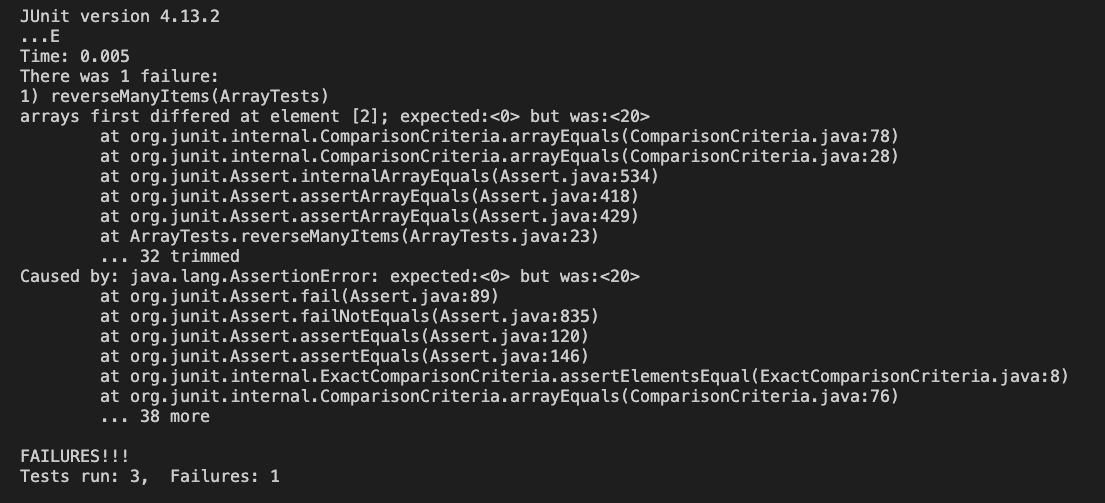 JUnit version 4.13.2
...E
Time: 0.005
There was 1 failure:
1) reverseManyItems(ArrayTests)
arrays first differed at element [2]; expected:<0> but was:<20>
        at org.junit.internal.ComparisonCriteria.arrayEquals(ComparisonCriteria.java:78)
        at org.junit.internal.ComparisonCriteria.arrayEquals(ComparisonCriteria.java:28)
        at org.junit.Assert.internalArrayEquals(Assert.java:534)
        at org.junit.Assert.assertArrayEquals(Assert.java:418)
        at org.junit.Assert.assertArrayEquals(Assert.java:429)
        at ArrayTests.reverseManyItems(ArrayTests.java:23)
        ... 32 trimmed
Caused by: java.lang.AssertionError: expected:<0> but was:<20>
        at org.junit.Assert.fail(Assert.java:89)
        at org.junit.Assert.failNotEquals(Assert.java:835)
        at org.junit.Assert.assertEquals(Assert.java:120)
        at org.junit.Assert.assertEquals(Assert.java:146)
        at org.junit.internal.ExactComparisonCriteria.assertElementsEqual(ExactComparisonCriteria.java:8)
        at org.junit.internal.ComparisonCriteria.arrayEquals(ComparisonCriteria.java:76)
        ... 38 more

FAILURES!!!
Tests run: 3,  Failures: 1